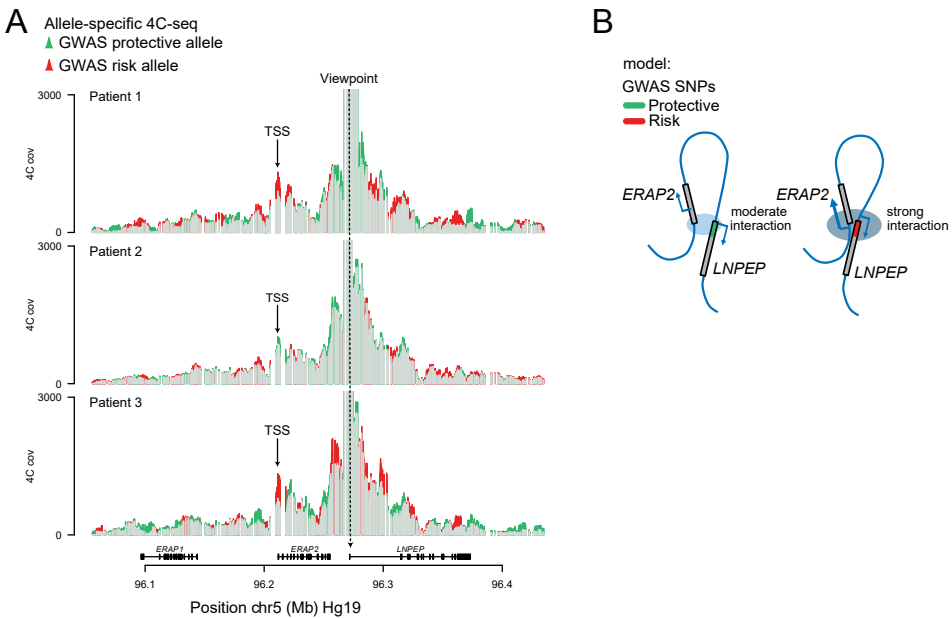 A
Allele-specific 4C-seq
GWAS protective allele
GWAS risk allele
Viewpoint
3000
Patient 1
TSS
4C cov
0
3000
Patient 2
TSS
4C cov
0
3000
Patient 3
TSS
4C cov
0
ERAP1
ERAP2
LNPEP
96.1
96.2
96.3
96.4
Position chr5 (Mb) Hg19
B
model:
GWAS SNPs
Protective
Risk
ERAP2
moderate
interaction
LNPEP
ERAP2
strong
interaction
LNPEP